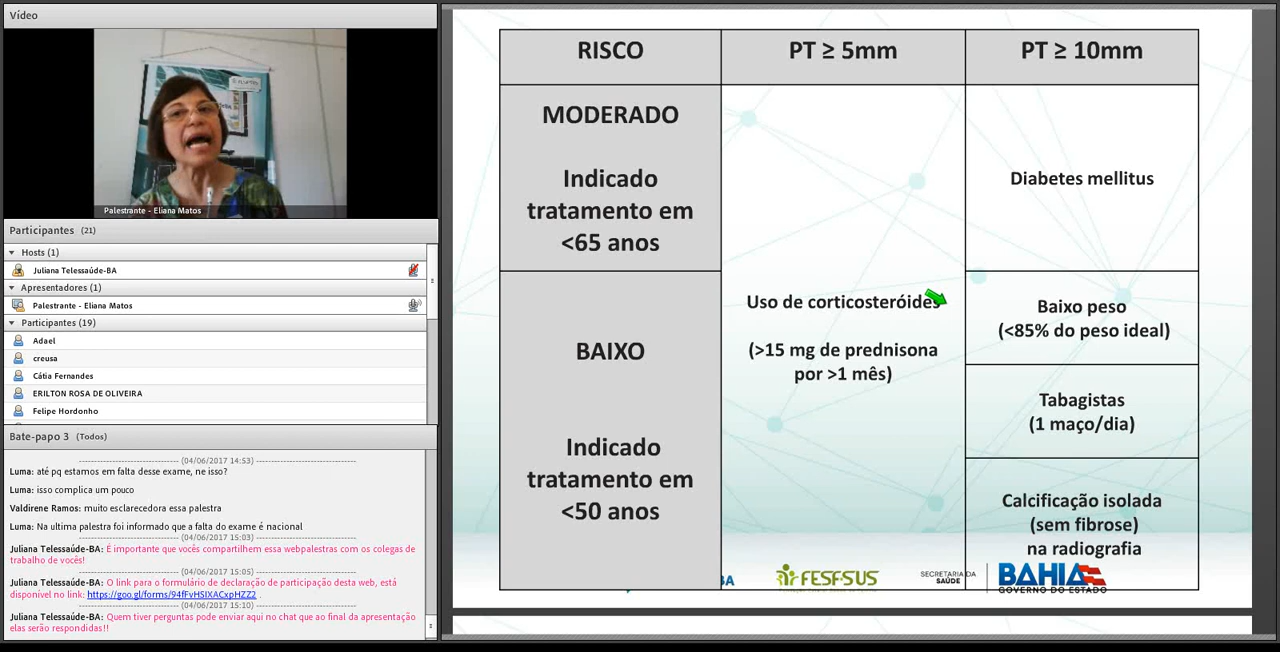 Vídeo
Palestrante - Eliana Matos
Participantes (21)
Hosts (1)
Juliana Telessaúde-BA
Apresentadores (1)
Palestrante - Eliana Matos
Participantes (19)
Adael
creusa
Cátia Fernandes
ERILTON ROSA DE OLIVEIRA
Felipe Hordonho
Bate-papo 3 (Todos)
(04/06/2017 14:53)
Luma: até pq estamos em falta desse exame, ne isso?
Luma: isso complica um pouco
Valdirene Ramos: muito esclarecedora essa palestra
Luma: Na ultima palestra foi informado que a falta do exame é nacional
(04/06/2017 15:03)
Juliana Telessaúde-BA: É importante que vocês compartilhem essa webpalestras com os colegas de
trabalho de vocês!
(04/06/2017 15:05)
Juliana Telessaúde-BA: O link para o formulário de declaração de participação desta web, está
disponível no link: https://goo.gl/forms/94fFvHSIXACxpHZZ2 .
(04/06/2017 15:10)
Juliana Telessaúde-BA: Quem tiver perguntas pode enviar aqui no chat que ao final da apresentação
elas serão respondidas!!
RISCO
PT ≥ 5mm
PT ≥ 10mm
MODERADO
Indicado
tratamento em
<65 anos
Diabetes mellitus
BAIXO
Indicado
tratamento em
<50 anos
Uso de corticosteróides
(>15 mg de prednisona
por >1 mês)
Baixo peso
(<85% do peso ideal)
Tabagistas
(1 maço/dia)
Calcificação isolada
(sem fibrose)
na radiografia
BA
FESF-SUS
SECRETARIA DA
SAÚDE
BAHIA
GOVERNO DO ESTADO